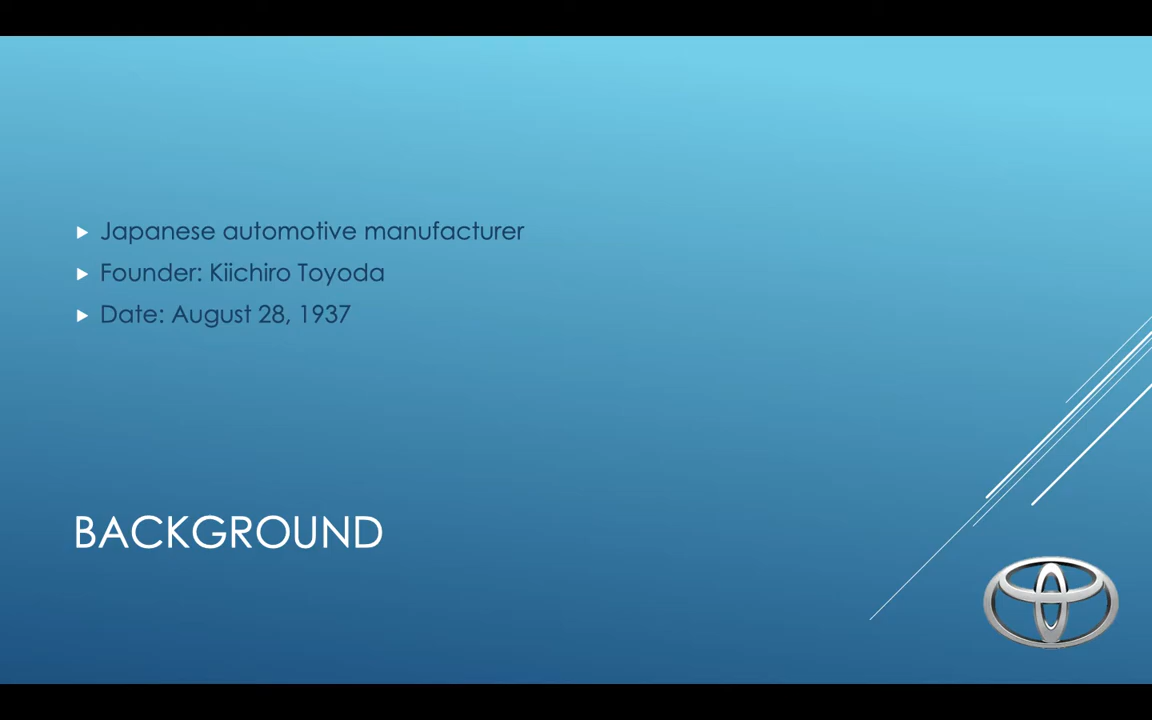 Japanese automotive manufacturer
Founder: Kiichiro Toyoda
Date: August 28, 1937
BACKGROUND